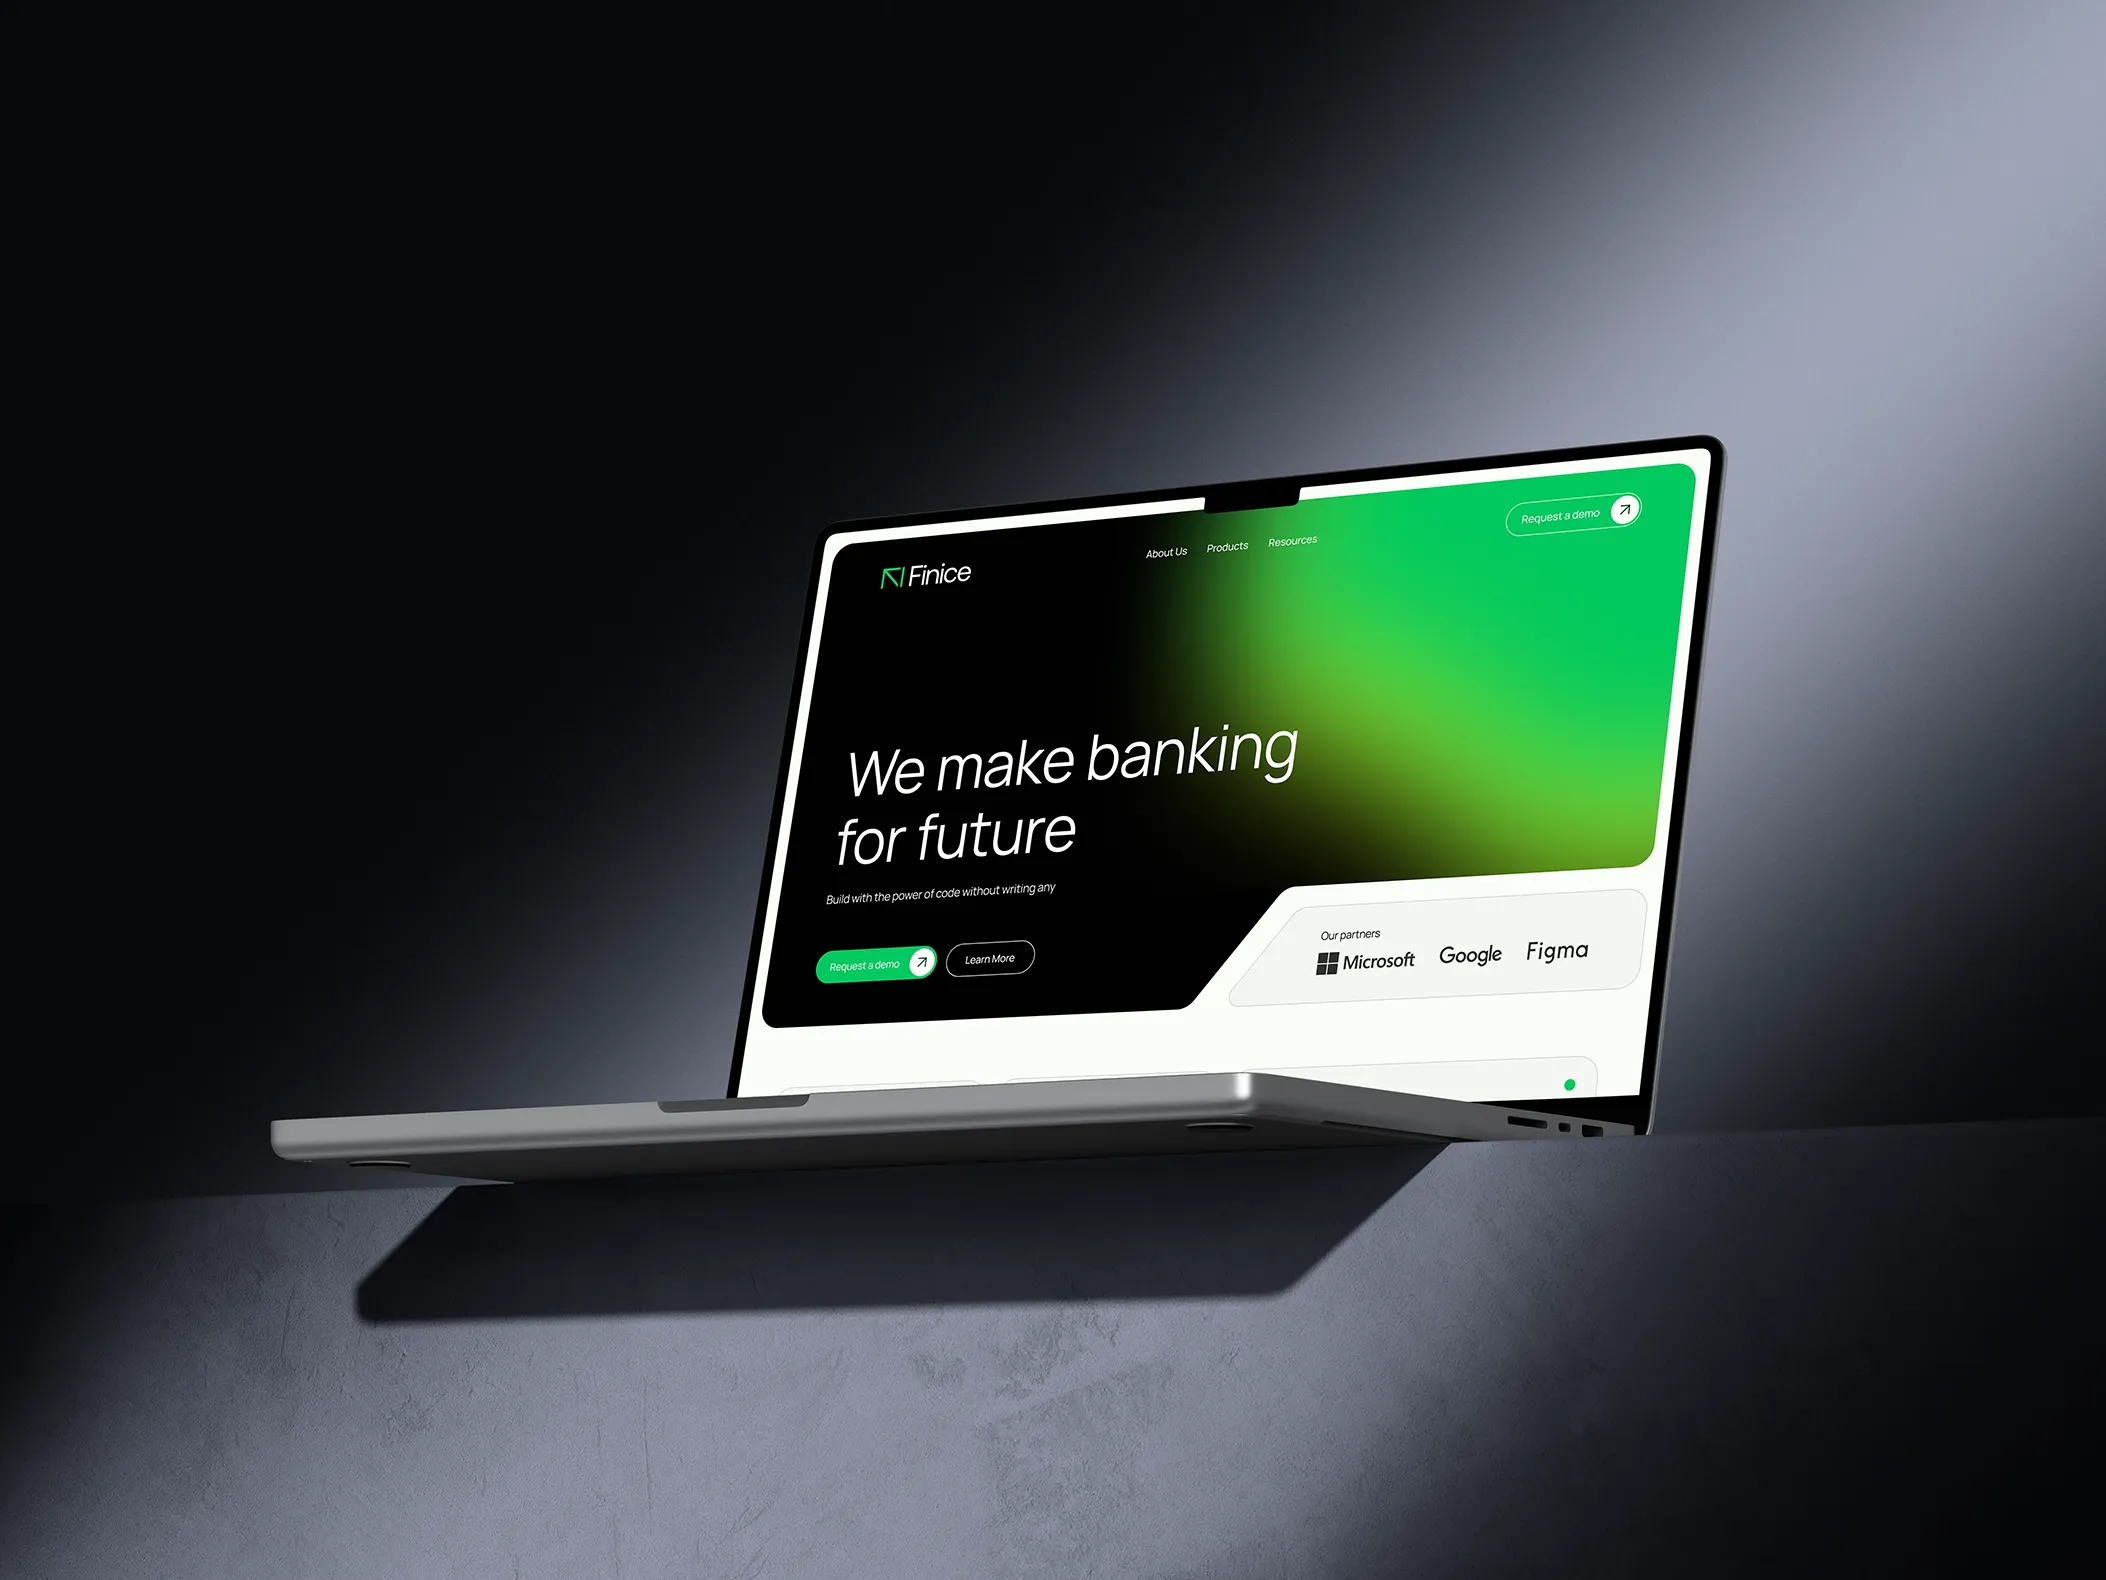 Finice
About Us
Products
Resources
Request a demo
We make banking
for future
Build with the power of code without writing any
Request a demo
Learn More
Our partners
Microsoft
Google
Figma